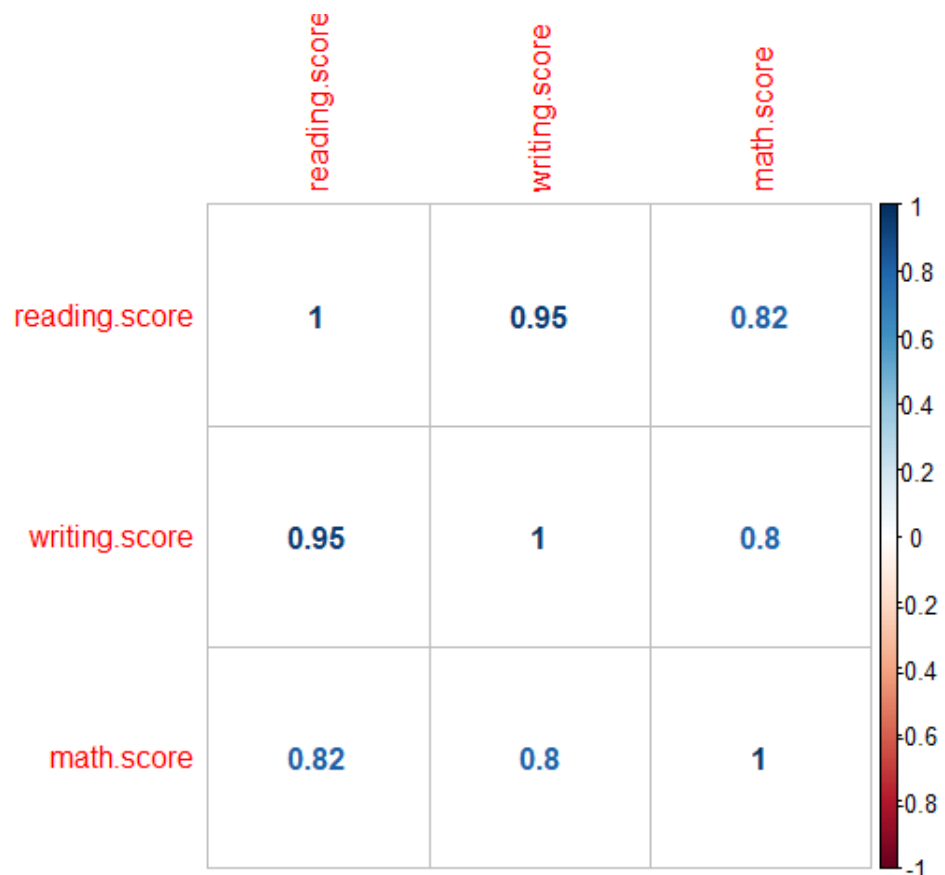 reading.score
writing.score
math.score
reading.score 1 0.95 0.82
writing.score 0.95 1 0.8
math.score 0.82 0.8 1
1
0.8
0.6
0.4
0.2
0
-0.2
-0.4
-0.6
-0.8
-1